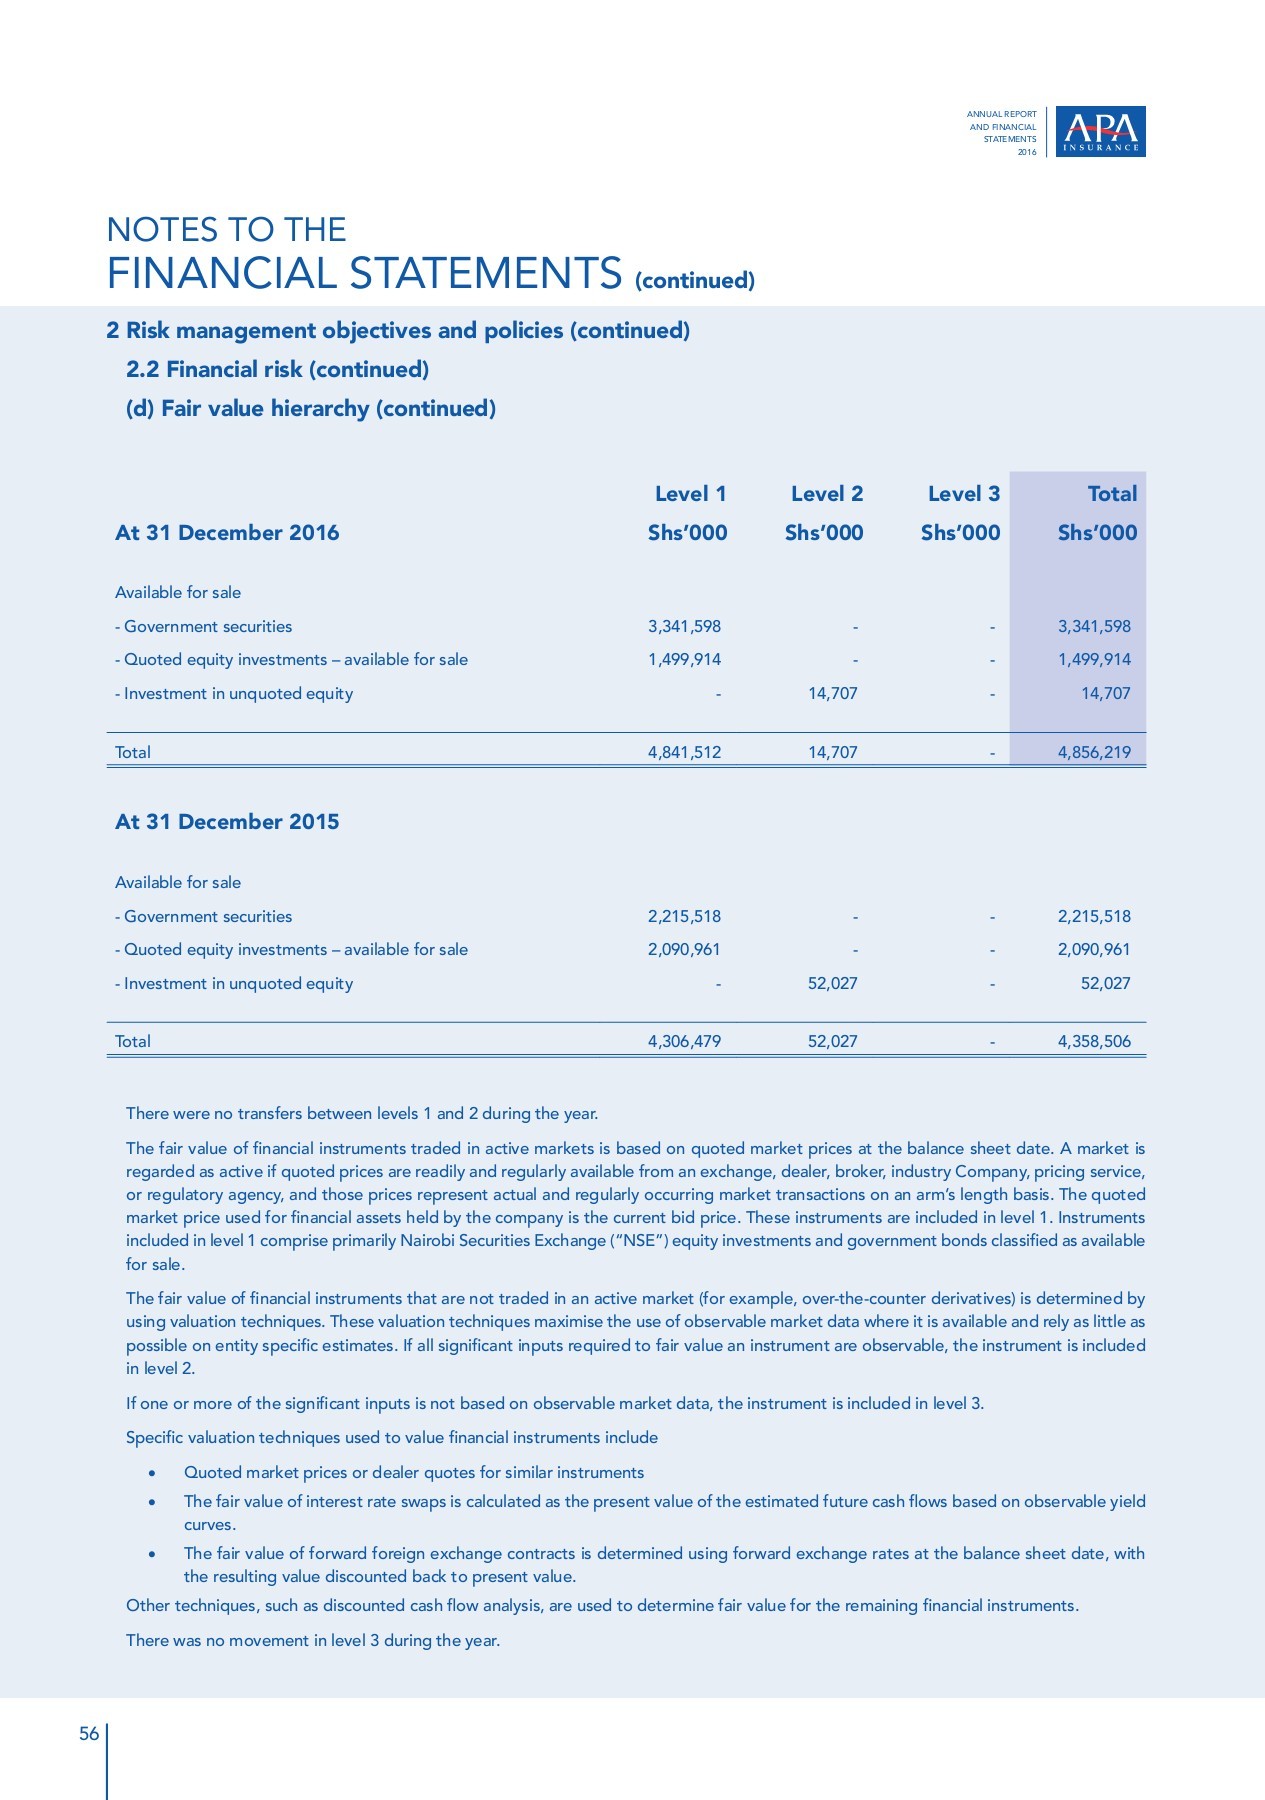 ANNUAL REPORT
AND FINANCIAL
STATEMENTS
2016
APA
INSURANCE
NOTES TO THE
FINANCIAL STATEMENTS (continued)
2 Risk management objectives and policies (continued)
2.2 Financial risk (continued)
(d) Fair value hierarchy (continued)
Level 1 Level 2 Level 3 Total
At 31 December 2016 Shs’000 Shs’000 Shs’000 Shs’000
Available for sale
- Government securities 3,341,598 - - 3,341,598
- Quoted equity investments – available for sale 1,499,914 - - 1,499,914
- Investment in unquoted equity - 14,707 - 14,707
Total 4,841,512 14,707 - 4,856,219
At 31 December 2015
Available for sale
- Government securities 2,215,518 - - 2,215,518
- Quoted equity investments – available for sale 2,090,961 - - 2,090,961
- Investment in unquoted equity - 52,027 - 52,027
Total 4,306,479 52,027 - 4,358,506
There were no transfers between levels 1 and 2 during the year.
The fair value of financial instruments traded in active markets is based on quoted market prices at the balance sheet date. A market is
regarded as active if quoted prices are readily and regularly available from an exchange, dealer, broker, industry Company, pricing service,
or regulatory agency, and those prices represent actual and regularly occurring market transactions on an arm’s length basis. The quoted
market price used for financial assets held by the company is the current bid price. These instruments are included in level 1. Instruments
included in level 1 comprise primarily Nairobi Securities Exchange (“NSE”) equity investments and government bonds classified as available
for sale.
The fair value of financial instruments that are not traded in an active market (for example, over-the-counter derivatives) is determined by
using valuation techniques. These valuation techniques maximise the use of observable market data where it is available and rely as little as
possible on entity specific estimates. If all significant inputs required to fair value an instrument are observable, the instrument is included
in level 2.
If one or more of the significant inputs is not based on observable market data, the instrument is included in level 3.
Specific valuation techniques used to value financial instruments include
• Quoted market prices or dealer quotes for similar instruments
• The fair value of interest rate swaps is calculated as the present value of the estimated future cash flows based on observable yield
curves.
• The fair value of forward foreign exchange contracts is determined using forward exchange rates at the balance sheet date, with
the resulting value discounted back to present value.
Other techniques, such as discounted cash flow analysis, are used to determine fair value for the remaining financial instruments.
There was no movement in level 3 during the year.
56